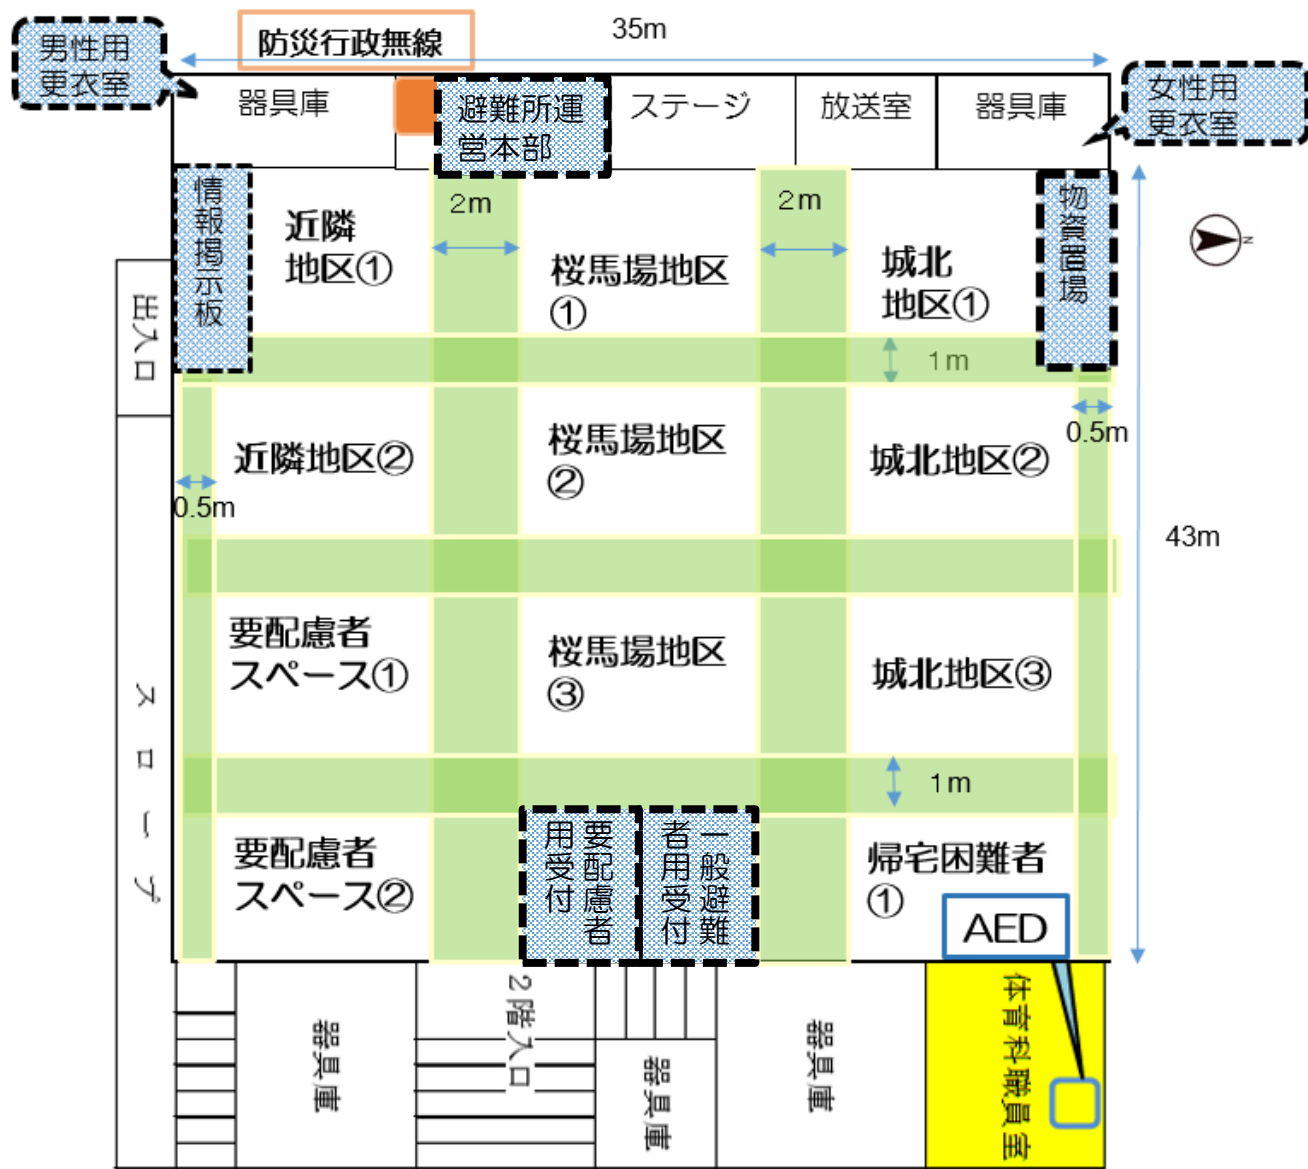 35m
防災行政無線
男性用
更衣室
器具庫
避難所運
営本部
ステージ
放送室
器具庫
女性用
更衣室
情報掲示板
近隣
地区①
2m
桜馬場地区
①
2m
城北
地区①
物資置場
N
出入口
1m
近隣地区②
桜馬場地区
②
城北地区②
0.5m
0.5m
43m
要配慮者
スペース①
桜馬場地区
③
城北地区③
スロープ
1m
要配慮者
スペース②
要配慮者
用受付
一般避難
者用受付
帰宅困難者
①
AED
器具庫
2階入口
器具庫
器具庫
体育科職員室